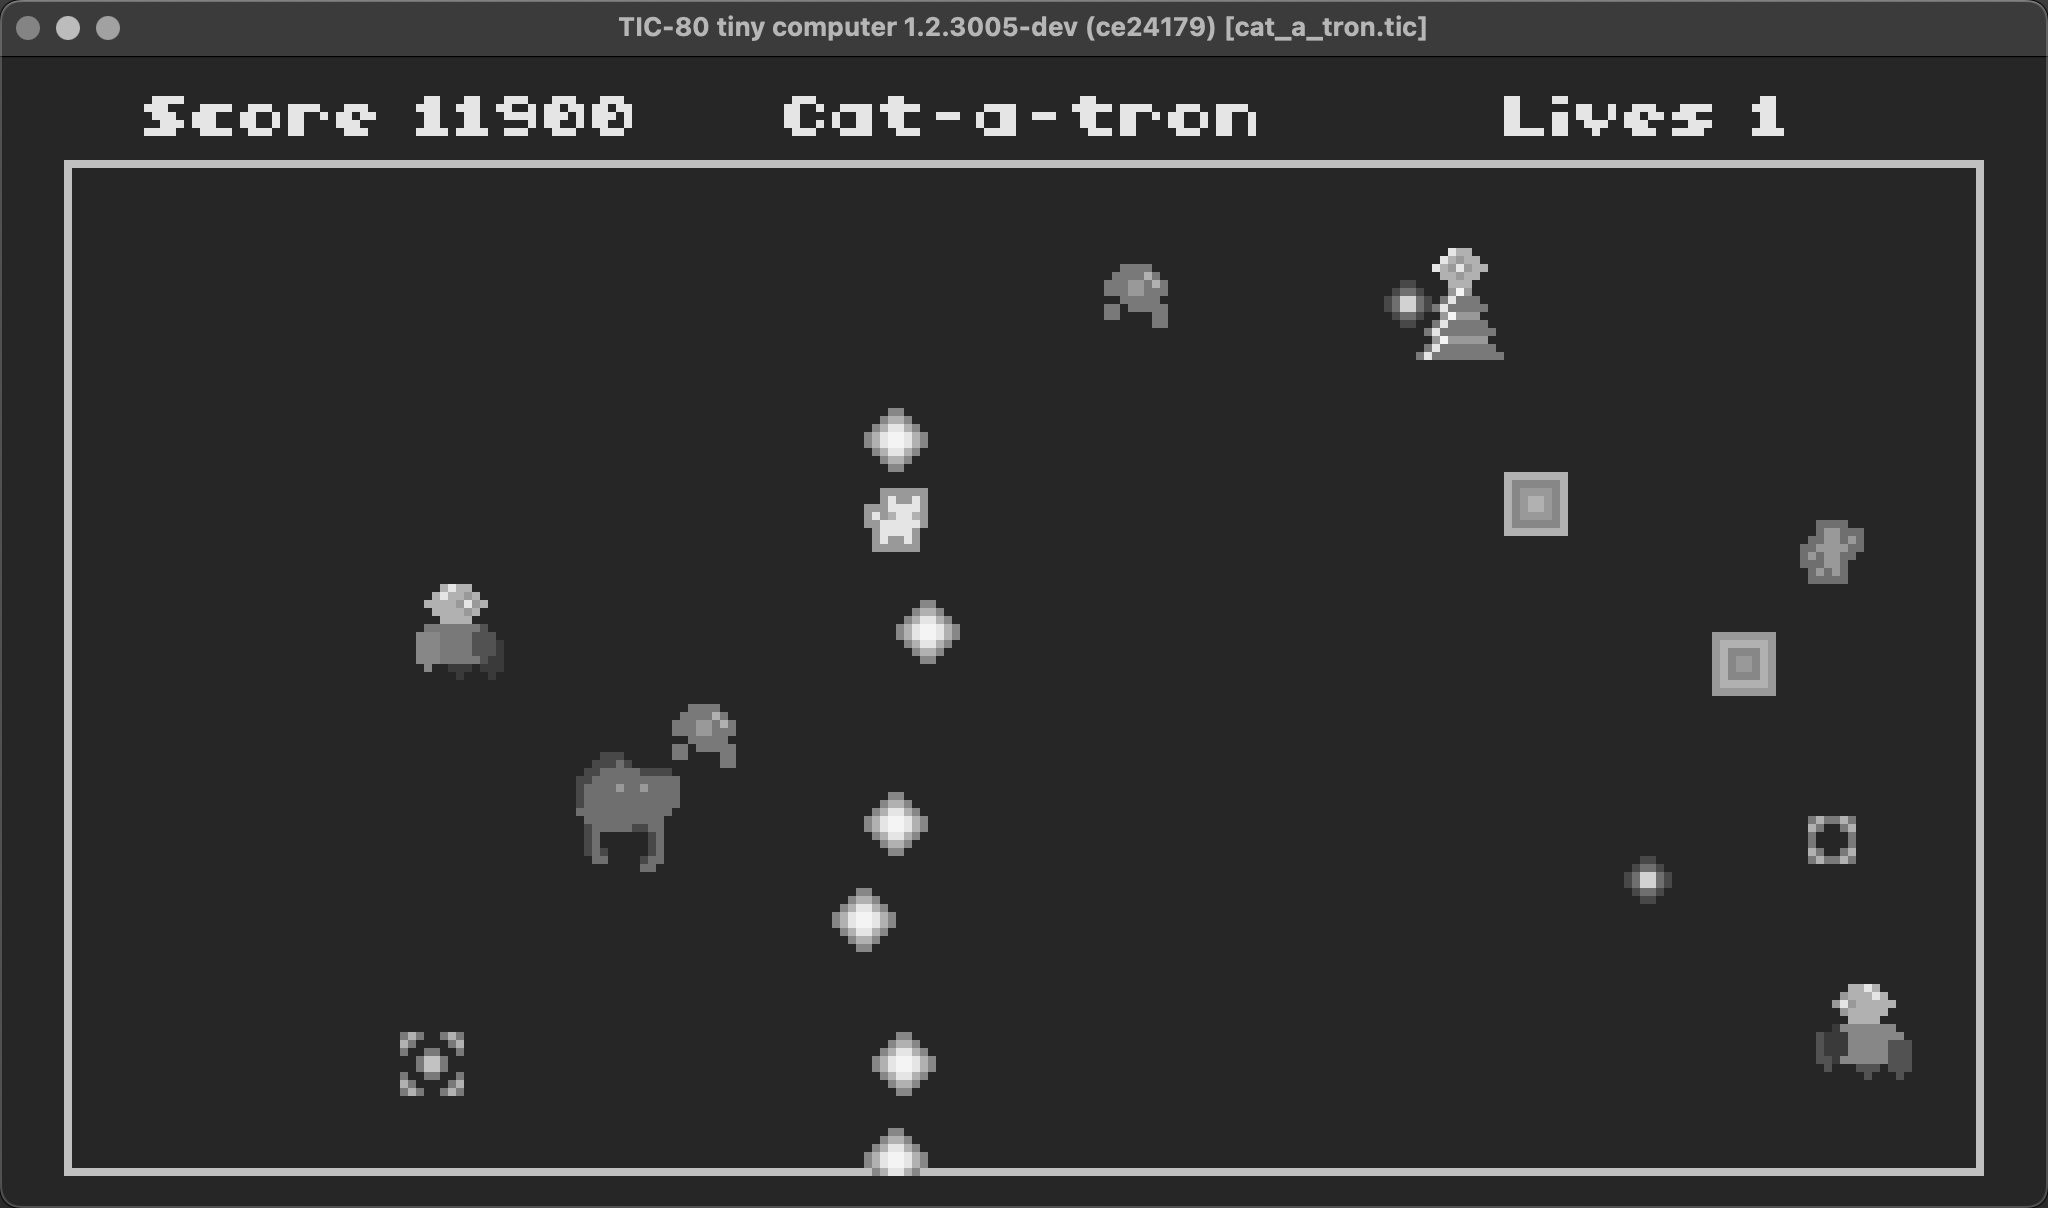 TIC-80 tiny computer 1.2.3005-dev (ce24179) [cat_a_tron.tic]
Score 11900 Cat-a-tron Lives 1